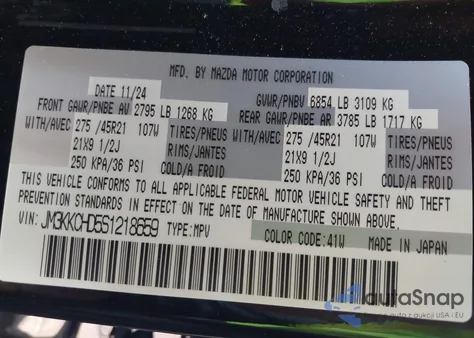 MFD. BY MAZDA MOTOR CORPORATION
DATE 11/24 GVWR/PNBV 6854 LB 3109 KG
FRONT GAWR/PNBE AV 2795 LB 1268 KG REAR GAWR/PNBE AR 3785 LB 1717 KG
WITH/AVEC 275 /45R21 107W TIRES/PNEUS WITH/AVEC 275 /45R21 107W TIRES/PNEUS
21X9 1/2J RIMS/JANTES 21X9 1/2J RIMS/JANTES
250 KPA/36 PSI COLD/A FROID 250 KPA/36 PSI COLD/A FROID
THIS VEHICLE CONFORMS TO ALL APPLICABLE FEDERAL MOTOR VEHICLE SAFETY AND THEFT
PREVENTION STANDARDS IN EFFECT ON THE DATE OF MANUFACTURE SHOWN ABOVE.
VIN: JM3KKCHD5S1218659 TYPE: MPV COLOR CODE: 41W MADE IN JAPAN
autaSnap
Auta z aukcji USA i EU